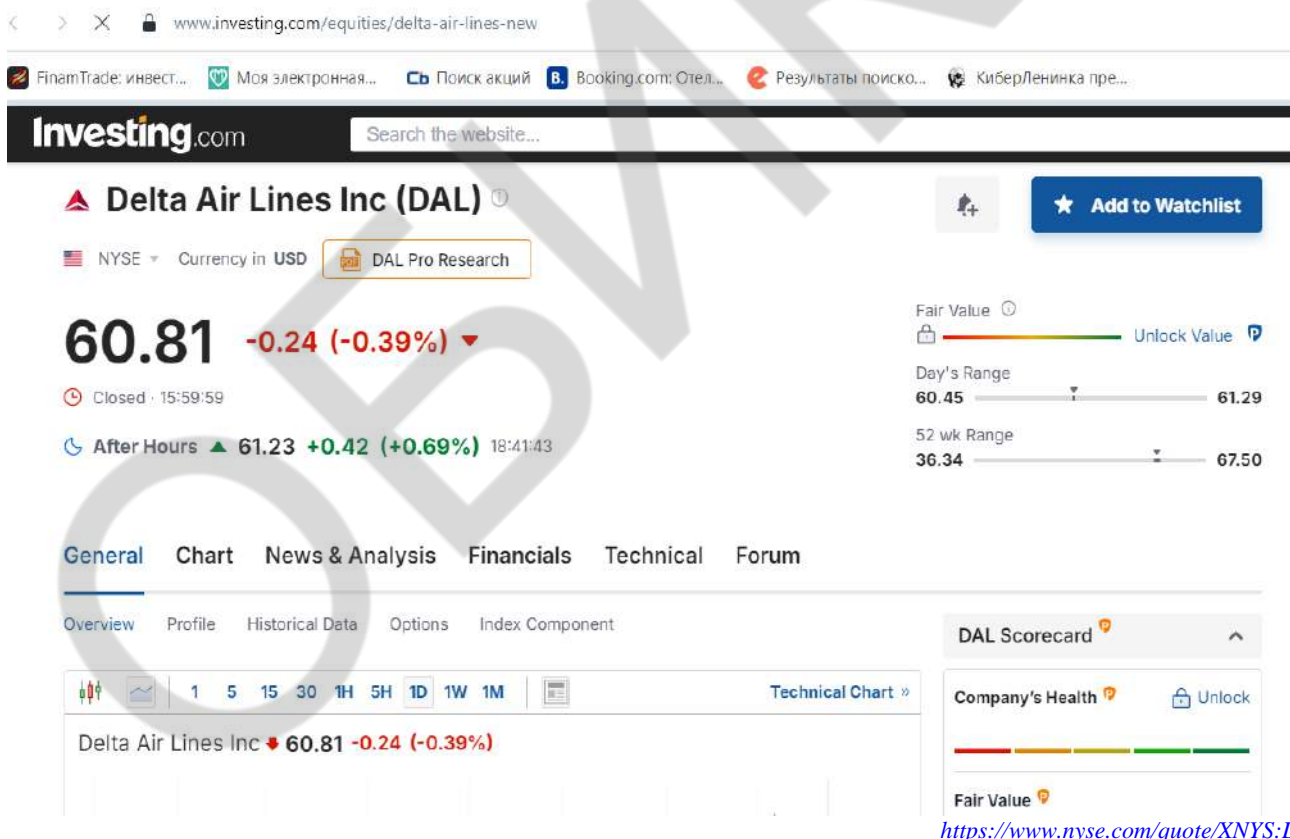 www.investing.com/equities/delta-air-lines-new
FinamTrade: инвест... Моя электронная... Сь Поиск акций B. Booking.com: Отел... Результаты поиско... КиберЛенинка пре...
Investing.com Search the website...
Delta Air Lines Inc (DAL)
Add to Watchlist
NYSE Currency in USD DAL Pro Research
60.81 -0.24 (-0.39%)
Fair Value
Unlock Value
Closed · 15:59:59
Day's Range
60.45 61.29
After Hours 61.23 +0.42 (+0.69%) 18:41:43
52 wk Range
36.34 67.50
General Chart News & Analysis Financials Technical Forum
Overview Profile Historical Data Options Index Component
DAL Scorecard
1 5 15 30 1H 5H 1D 1W 1M Technical Chart »
Company's Health Unlock
Delta Air Lines Inc 60.81 -0.24 (-0.39%)
Fair Value